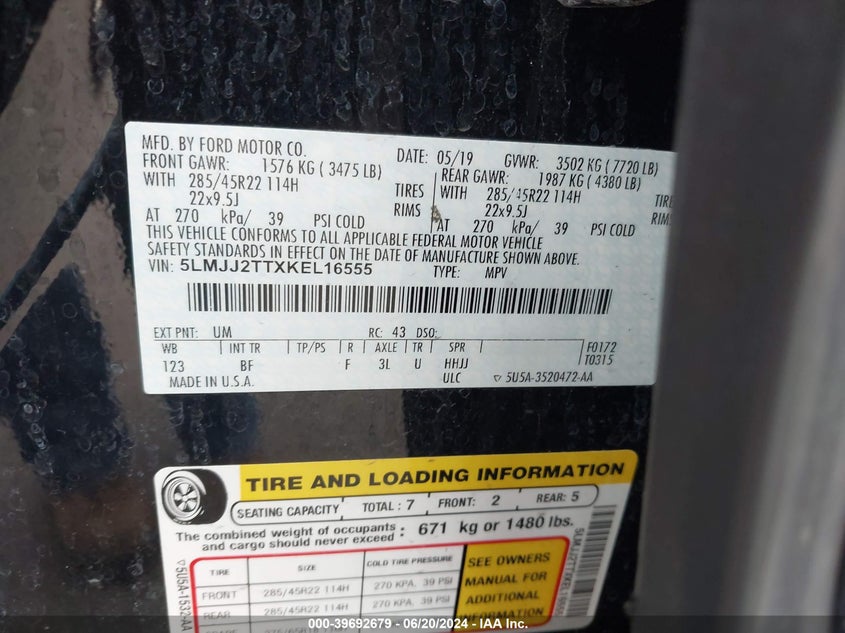 MFD. BY FORD MOTOR CO.
DATE: 05/19 GVWR: 3502 KG ( 7720 LB)
FRONT GAWR: 1576 KG ( 3475 LB) REAR GAWR: 1987 KG ( 4380 LB)
WITH 285/45R22 114H TIRES WITH 285/45R22 114H TIRE
22x9.5J RIMS 22x9.5J RIMS
AT 270 kPa/ 39 PSI COLD AT 270 kPa/ 39 PSI COLD
THIS VEHICLE CONFORMS TO ALL APPLICABLE FEDERAL MOTOR VEHICLE
SAFETY STANDARDS IN EFFECT ON THE DATE OF MANUFACTURE SHOWN ABOVE.
VIN: 5LMJJ2TTXKEL16555 TYPE: MPV
EXT PNT: UM RC: 43 DSO:
WB INT TR TP/PS R AXLE TR SPR F0172
123 BF F 3L U HHJJ T0315
MADE IN U.S.A. ULC ▽ 5U5A-3520472-AA
TIRE AND LOADING INFORMATION
SEATING CAPACITY TOTAL : 7 FRONT: 2 REAR: 5
The combined weight of occupants and cargo should never exceed : 671 kg or 1480 lbs.
TIRE SIZE COLD TIRE PRESSURE
FRONT 285/45R22 114H 270 KPA, 39 PSI
REAR 285/45R22 114H 270 KPA, 39 PSI
SEE OWNERS
MANUAL FOR
ADDITIONAL
INFORMATION
▽ 5U5A-1532-AA
5LMJJ2TTXKEL16555
000-39692679 - 06/20/2024 - IAA Inc.